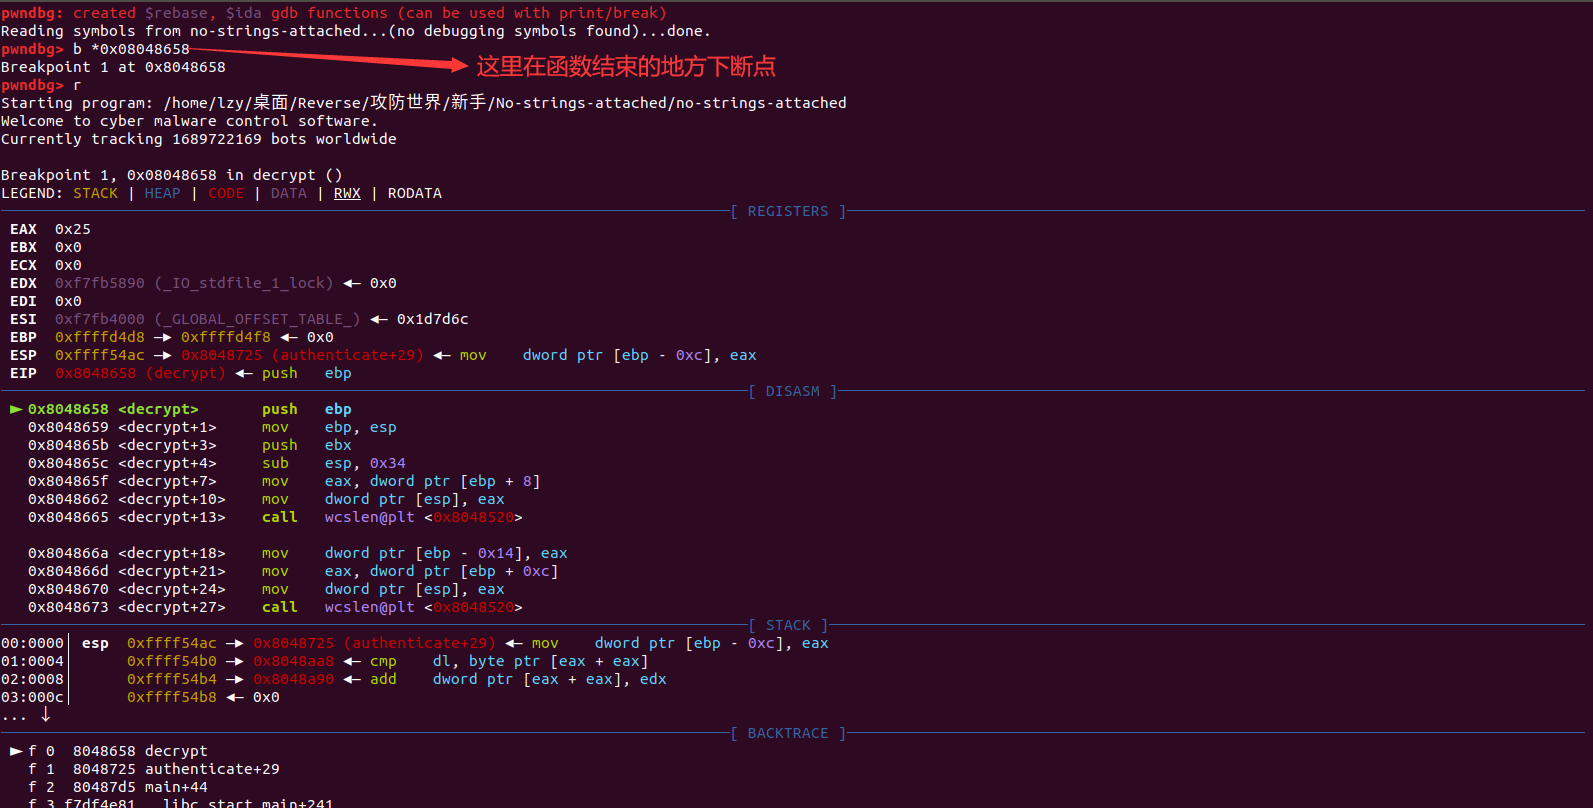 pwndbg: created $rebase, $ida gdb functions (can be used with print/break)
Reading symbols from no-strings-attached...(no debugging symbols found)...done.
pwndbg> b *0x08048658
这里在函数结束的地方下断点
Breakpoint 1 at 0x8048658
pwndbg> r
Starting program: /home/lzy/桌面/Reverse/攻防世界/新手/No-strings-attached/no-strings-attached
Welcome to cyber malware control software.
Currently tracking 1689722169 bots worldwide
Breakpoint 1, 0x08048658 in decrypt ()
LEGEND: STACK | HEAP | CODE | DATA | RWX | RODATA
[ REGISTERS ]
EAX 0x25
EBX 0x0
ECX 0x0
EDX 0xf7fb5890 (_IO_stdfile_1_lock) ◂— 0x0
EDI 0x0
ESI 0xf7fb4000 (_GLOBAL_OFFSET_TABLE_) ◂— 0x1d7d6c
EBP 0xffffd4d8 —▸ 0xffffd4f8 ◂— 0x0
ESP 0xffff54ac —▸ 0x8048725 (authenticate+29) ◂— mov dword ptr [ebp - 0xc], eax
EIP 0x8048658 (decrypt) ◂— push ebp
[ DISASM ]
► 0x8048658 <decrypt> push ebp
0x8048659 <decrypt+1> mov ebp, esp
0x804865b <decrypt+3> push ebx
0x804865c <decrypt+4> sub esp, 0x34
0x804865f <decrypt+7> mov eax, dword ptr [ebp + 8]
0x8048662 <decrypt+10> mov dword ptr [esp], eax
0x8048665 <decrypt+13> call wcslen@plt <0x8048520>
0x804866a <decrypt+18> mov dword ptr [ebp - 0x14], eax
0x804866d <decrypt+21> mov eax, dword ptr [ebp + 0xc]
0x8048670 <decrypt+24> mov dword ptr [esp], eax
0x8048673 <decrypt+27> call wcslen@plt <0x8048520>
[ STACK ]
00:0000│ esp 0xffff54ac —▸ 0x8048725 (authenticate+29) ◂— mov dword ptr [ebp - 0xc], eax
01:0004│ 0xffff54b0 —▸ 0x8048aa8 ◂— cmp dl, byte ptr [eax + eax]
02:0008│ 0xffff54b4 —▸ 0x8048a90 ◂— add dword ptr [eax + eax], edx
03:000c│ 0xffff54b8 ◂— 0x0
... ↓
[ BACKTRACE ]
► f 0 8048658 decrypt
f 1 8048725 authenticate+29
f 2 80487d5 main+44
f 3 f7df4e81 __libc_start_main+241